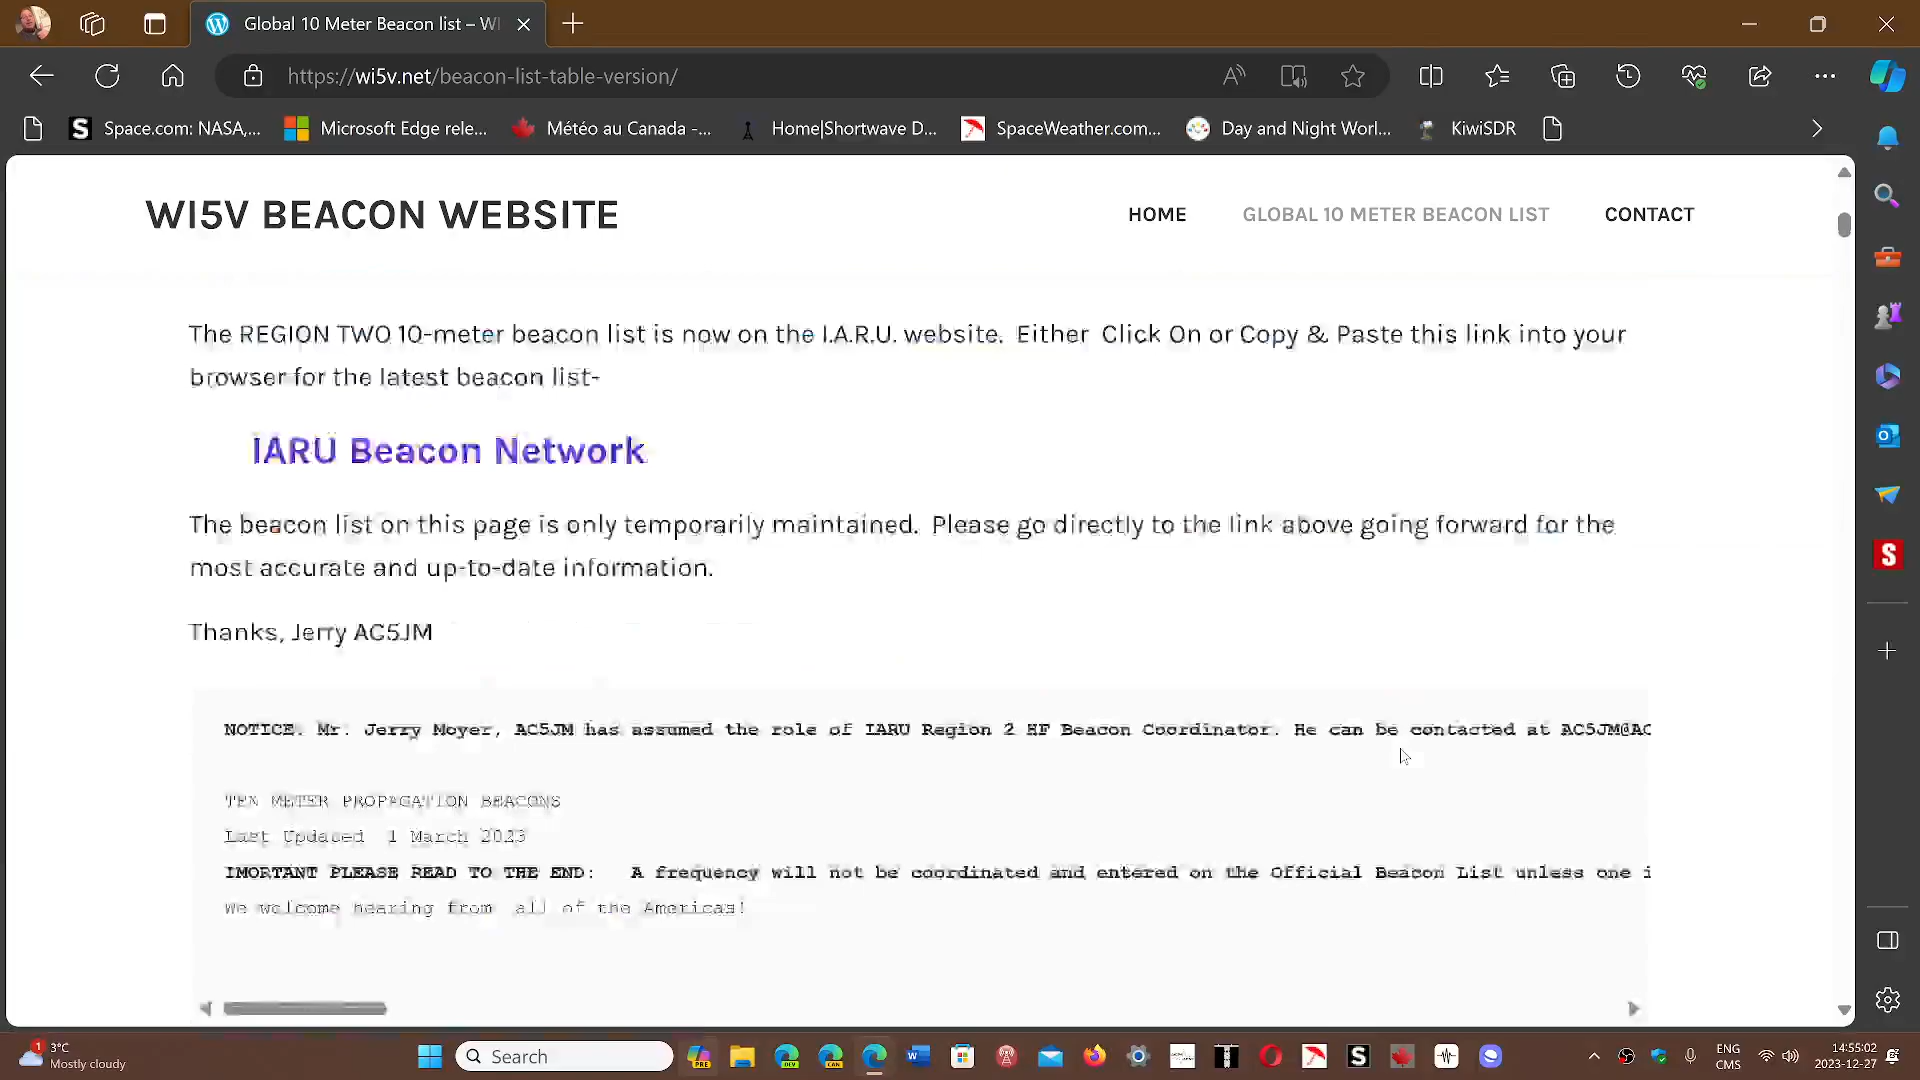 Global 10 Meter Beacon list – WI
https://wi5v.net/beacon-list-table-version/
Space.com: NASA,...
Microsoft Edge rele...
Météo au Canada -...
Home|Shortwave D...
SpaceWeather.com...
Day and Night Worl...
KiwiSDR
WI5V BEACON WEBSITE
HOME
GLOBAL 10 METER BEACON LIST
CONTACT
The REGION TWO 10-meter beacon list is now on the I.A.R.U. website. Either Click On or Copy & Paste this link into your
browser for the latest beacon list-
IARU Beacon Network
The beacon list on this page is only temporarily maintained. Please go directly to the link above going forward for the
most accurate and up-to-date information.
Thanks, Jerry AC5JM
NOTICE. Mr. Jerry Moyer, AC5JM has assumed the role of IARU Region 2 HF Beacon Coordinator. He can be contacted at AC5JM@AC
TEN METER PROPAGATION BEACONS
Last Updated 1 March 2023
IMORTANT PLEASE READ TO THE END: A frequency will not be coordinated and entered on the Official Beacon List unless one i
We welcome hearing from all of the Americas!
1
3°C
Mostly cloudy
Search
PRE
DEV
CAN
ENG
CMS
14:55:02
2023-12-27